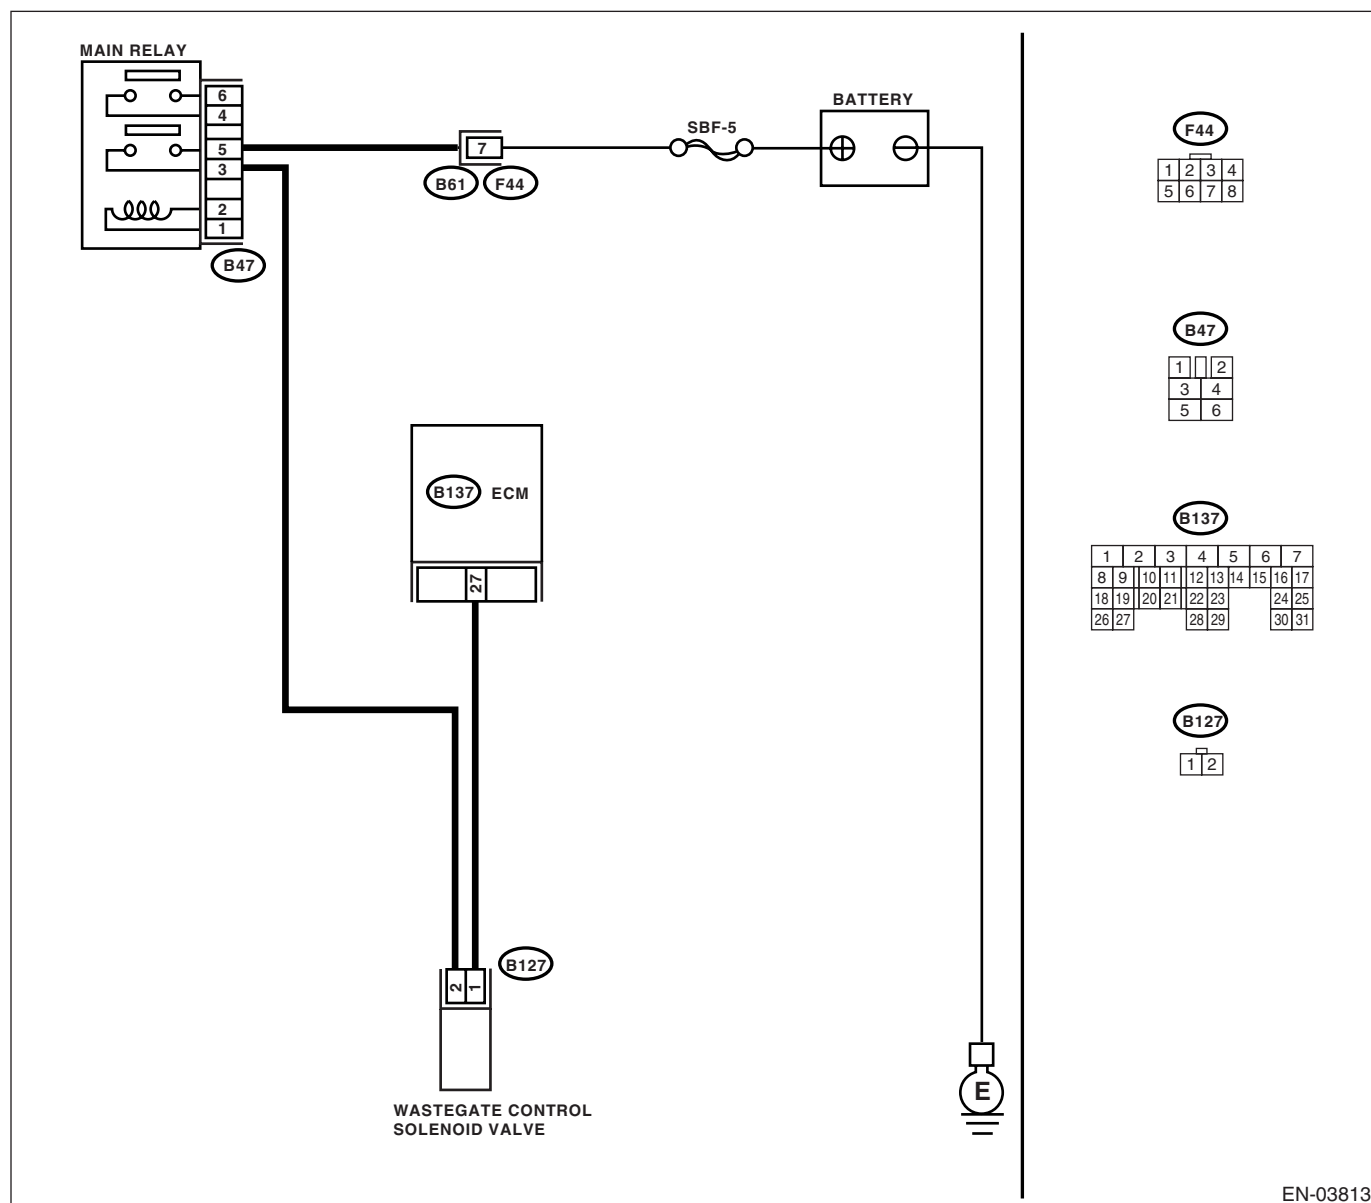 MAIN RELAY
6
4
5
3
2
1
B47
7
B61 F44
SBF-5
BATTERY
B137 ECM
27
2 1
B127
WASTEGATE CONTROL
SOLENOID VALVE
E
F44
1 2 3 4
5 6 7 8
B47
1 2
3 4
5 6
B137
1 2 3 4 5 6 7
8 9 10 11 12 13 14 15 16 17
18 19 20 21 22 23 24 25
26 27 28 29 30 31
B127
1 2
EN-03813